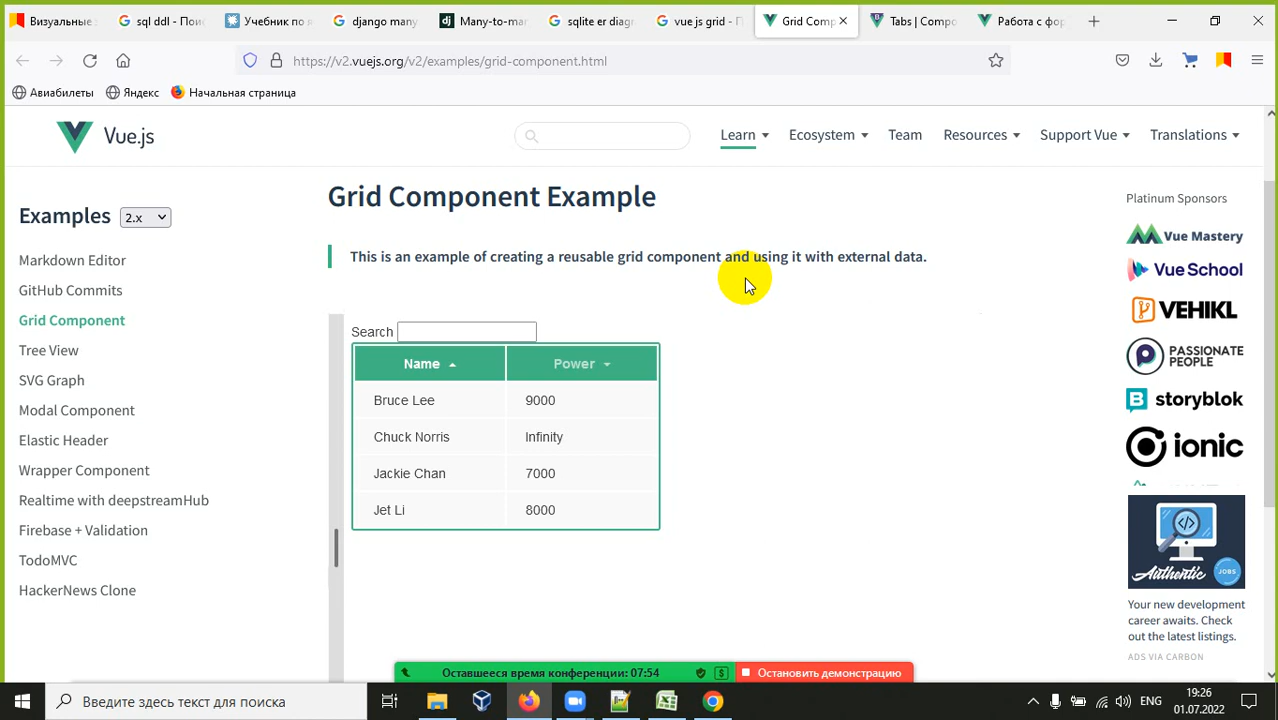 Визуальные
sql ddl - Пои
Учебник по я
django many
Many-to-mar
sqlite er diag
vue js grid - П
Grid Comp
Tabs | Compo
Работа с фор
https://v2.vuejs.org/v2/examples/grid-component.html
Авиабилеты
Яндекс
Начальная страница
Vue.js
Learn
Ecosystem
Team
Resources
Support Vue
Translations
Examples 2.x
Markdown Editor
GitHub Commits
Grid Component
Tree View
SVG Graph
Modal Component
Elastic Header
Wrapper Component
Realtime with deepstreamHub
Firebase + Validation
TodoMVC
HackerNews Clone
Grid Component Example
This is an example of creating a reusable grid component and using it with external data.
Search
Name Power
Bruce Lee 9000
Chuck Norris Infinity
Jackie Chan 7000
Jet Li 8000
Platinum Sponsors
Vue Mastery
Vue School
VEHIKL
PASSIONATE
PEOPLE
storyblok
ionic
Authentic
JOBS
Your new development
career awaits. Check
out the latest listings.
ADS VIA CARBON
Оставшееся время конференции: 07:54
Остановить демонстрацию
Введите здесь текст для поиска
ENG
19:26
01.07.2022